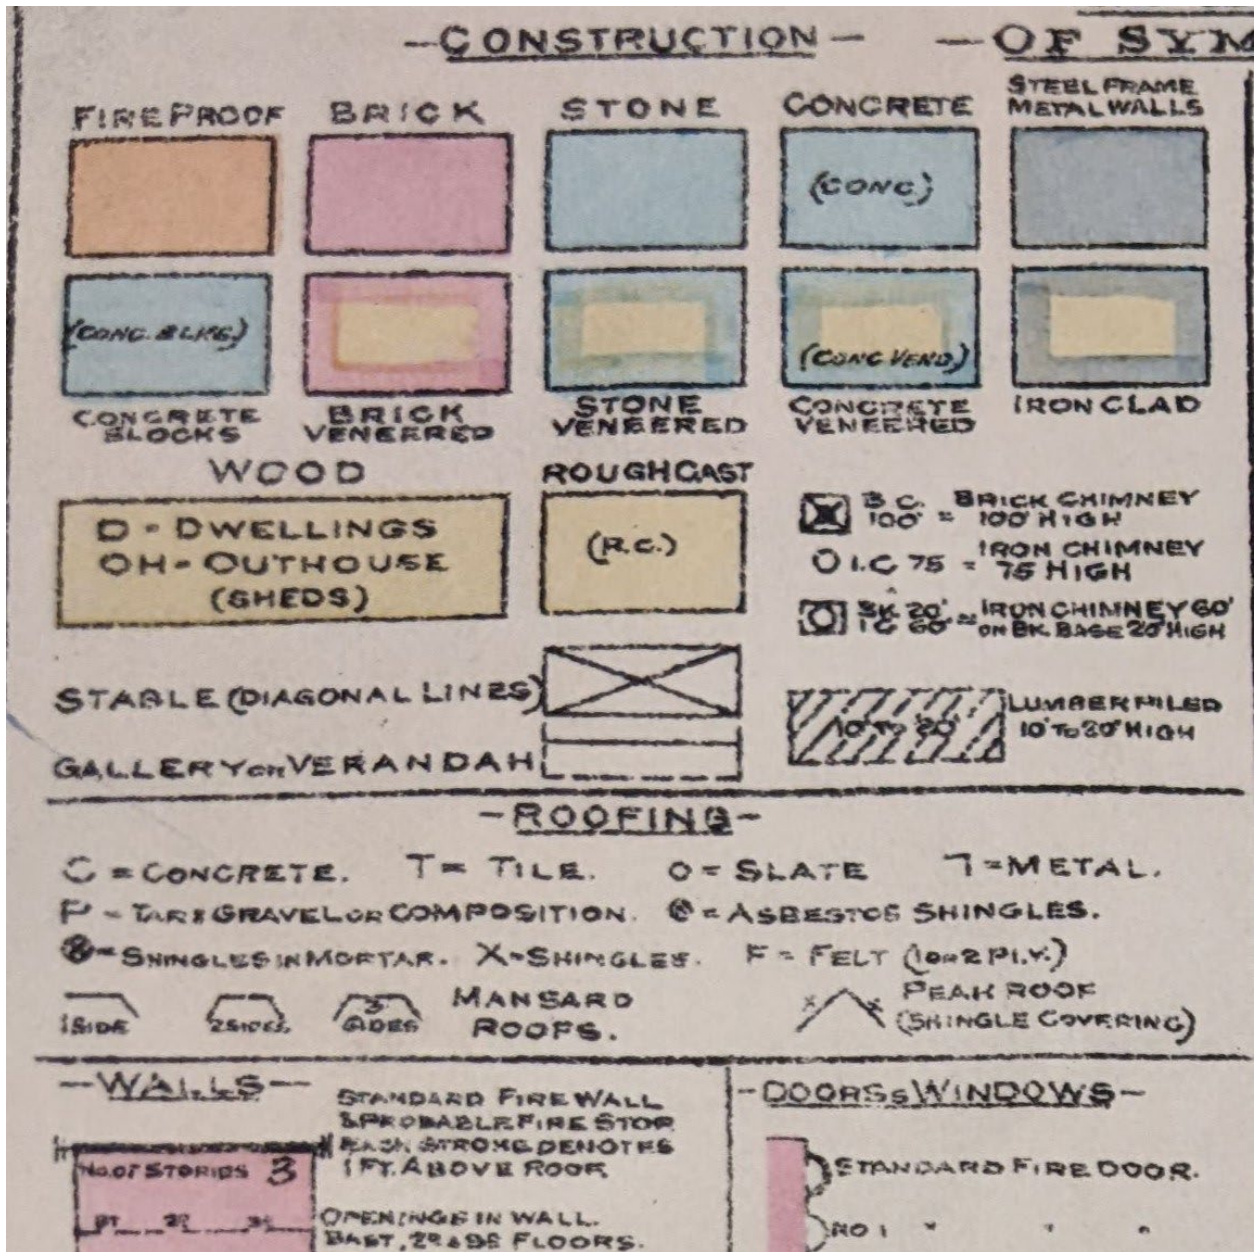 -CONSTRUCTION-
-OF SYM
FIREPROOF
BRICK
STONE
CONCRETE
STEEL FRAME
METAL WALLS
(CONC.)
(CONC. BLKS.)
(CONC VEND)
CONCRETE
BLOCKS
BRICK
VENEERED
STONE
VENEERED
CONCRETE
VENEERED
IRON CLAD
WOOD
D - DWELLINGS
OH - OUTHOUSE
(SHEDS)
ROUGHCAST
(R.C.)
B.C. BRICK CHIMNEY
100' = 100' HIGH
O I.C 75 = IRON CHIMNEY
75 HIGH
BK 20' = IRON CHIMNEY 60'
I C 60' ON BK. BASE 20' HIGH
STABLE (DIAGONAL LINES)
GALLERY OR VERANDAH
10' TO 20'
LUMBER PILED
10' TO 20' HIGH
-ROOFING-
C = CONCRETE. T = TILE. O = SLATE ꓶ = METAL.
P - TAR & GRAVEL OR COMPOSITION. = ASBESTOS SHINGLES.
= SHINGLES IN MORTAR. X - SHINGLES. F = FELT (1 OR 2 PLY.)
1 SIDE
2 SIDES
3
SIDES
MANSARD
ROOFS.
X X
PEAK ROOF
(SHINGLE COVERING)
-WALLS-
STANDARD FIRE WALL
& PROBABLE FIRE STOP
EACH STROKE DENOTES
1 FT. ABOVE ROOF
NO. OF STORIES 3
OPENINGS IN WALL.
-DOORS & WINDOWS-
STANDARD FIRE DOOR.
NO 1 " " "